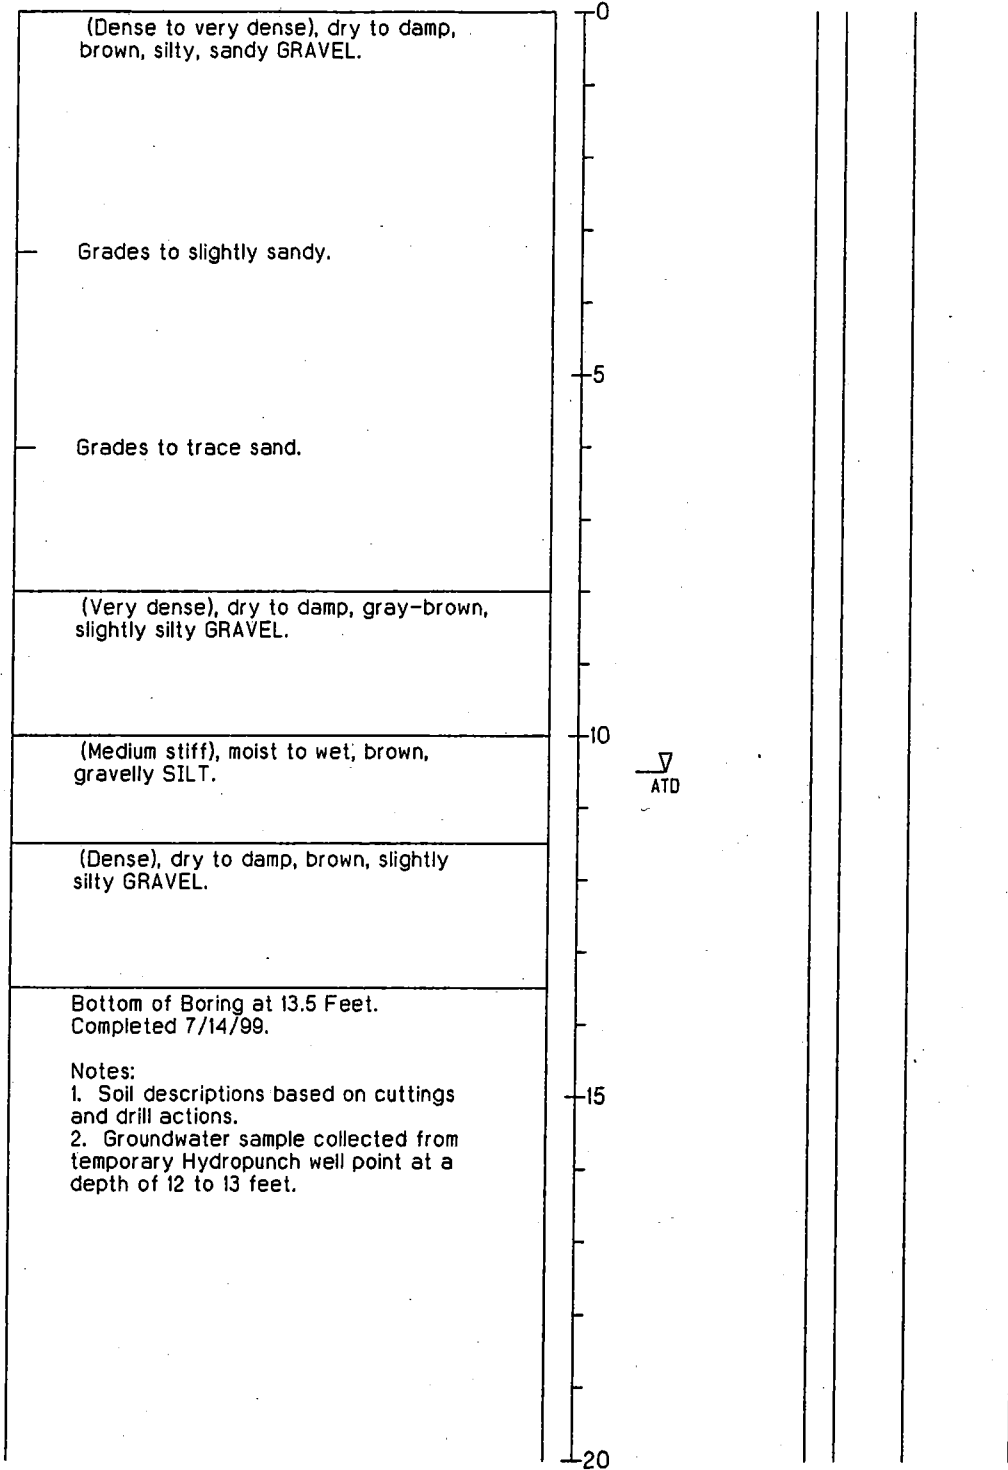 0
(Dense to very dense), dry to damp,
brown, silty, sandy GRAVEL.
Grades to slightly sandy.
5
Grades to trace sand.
(Very dense), dry to damp, gray-brown,
slightly silty GRAVEL.
10
(Medium stiff), moist to wet, brown,
gravelly SILT.
ATD
(Dense), dry to damp, brown, slightly
silty GRAVEL.
Bottom of Boring at 13.5 Feet.
Completed 7/14/99.
Notes:
1. Soil descriptions based on cuttings
and drill actions.
15
2. Groundwater sample collected from
temporary Hydropunch well point at a
depth of 12 to 13 feet.
20